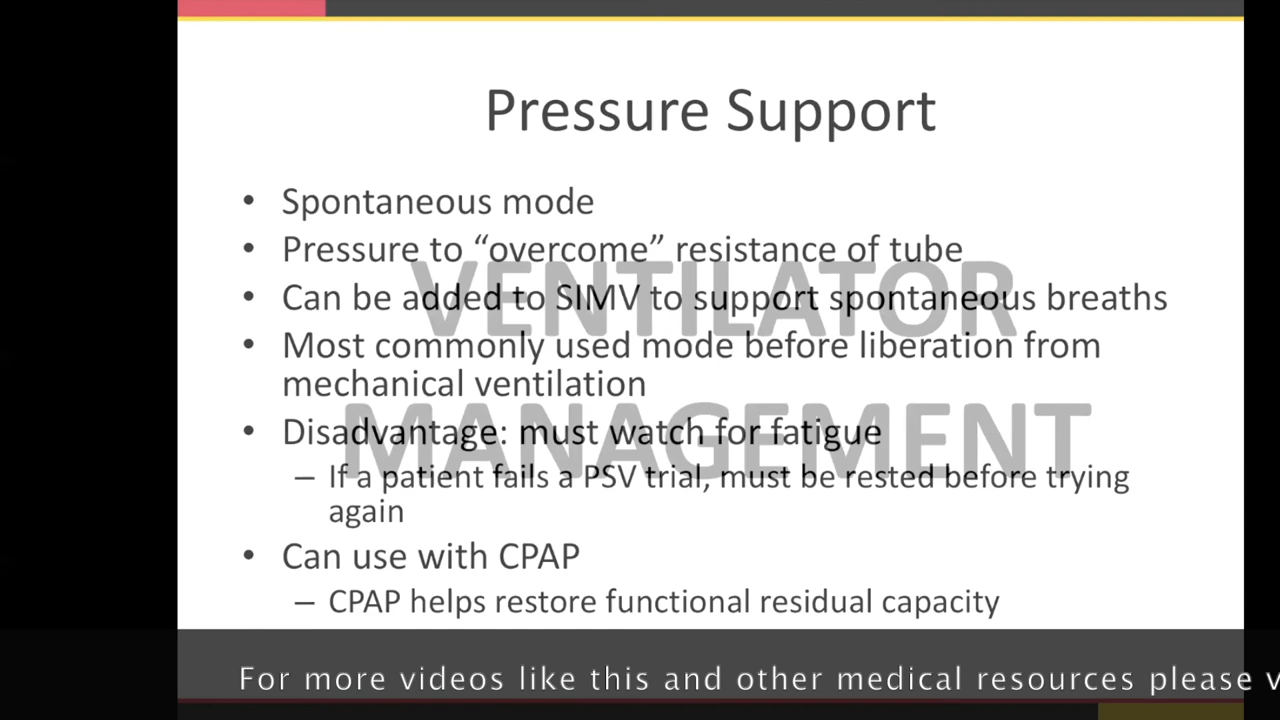 Pressure Support
• Spontaneous mode
• Pressure to “overcome” resistance of tube
• Can be added to SIMV to support spontaneous breaths
• Most commonly used mode before liberation from
mechanical ventilation
• Disadvantage: must watch for fatigue
– If a patient fails a PSV trial, must be rested before trying
again
• Can use with CPAP
– CPAP helps restore functional residual capacity
VENTILATOR
MANAGEMENT
For more videos like this and other medical resources please v